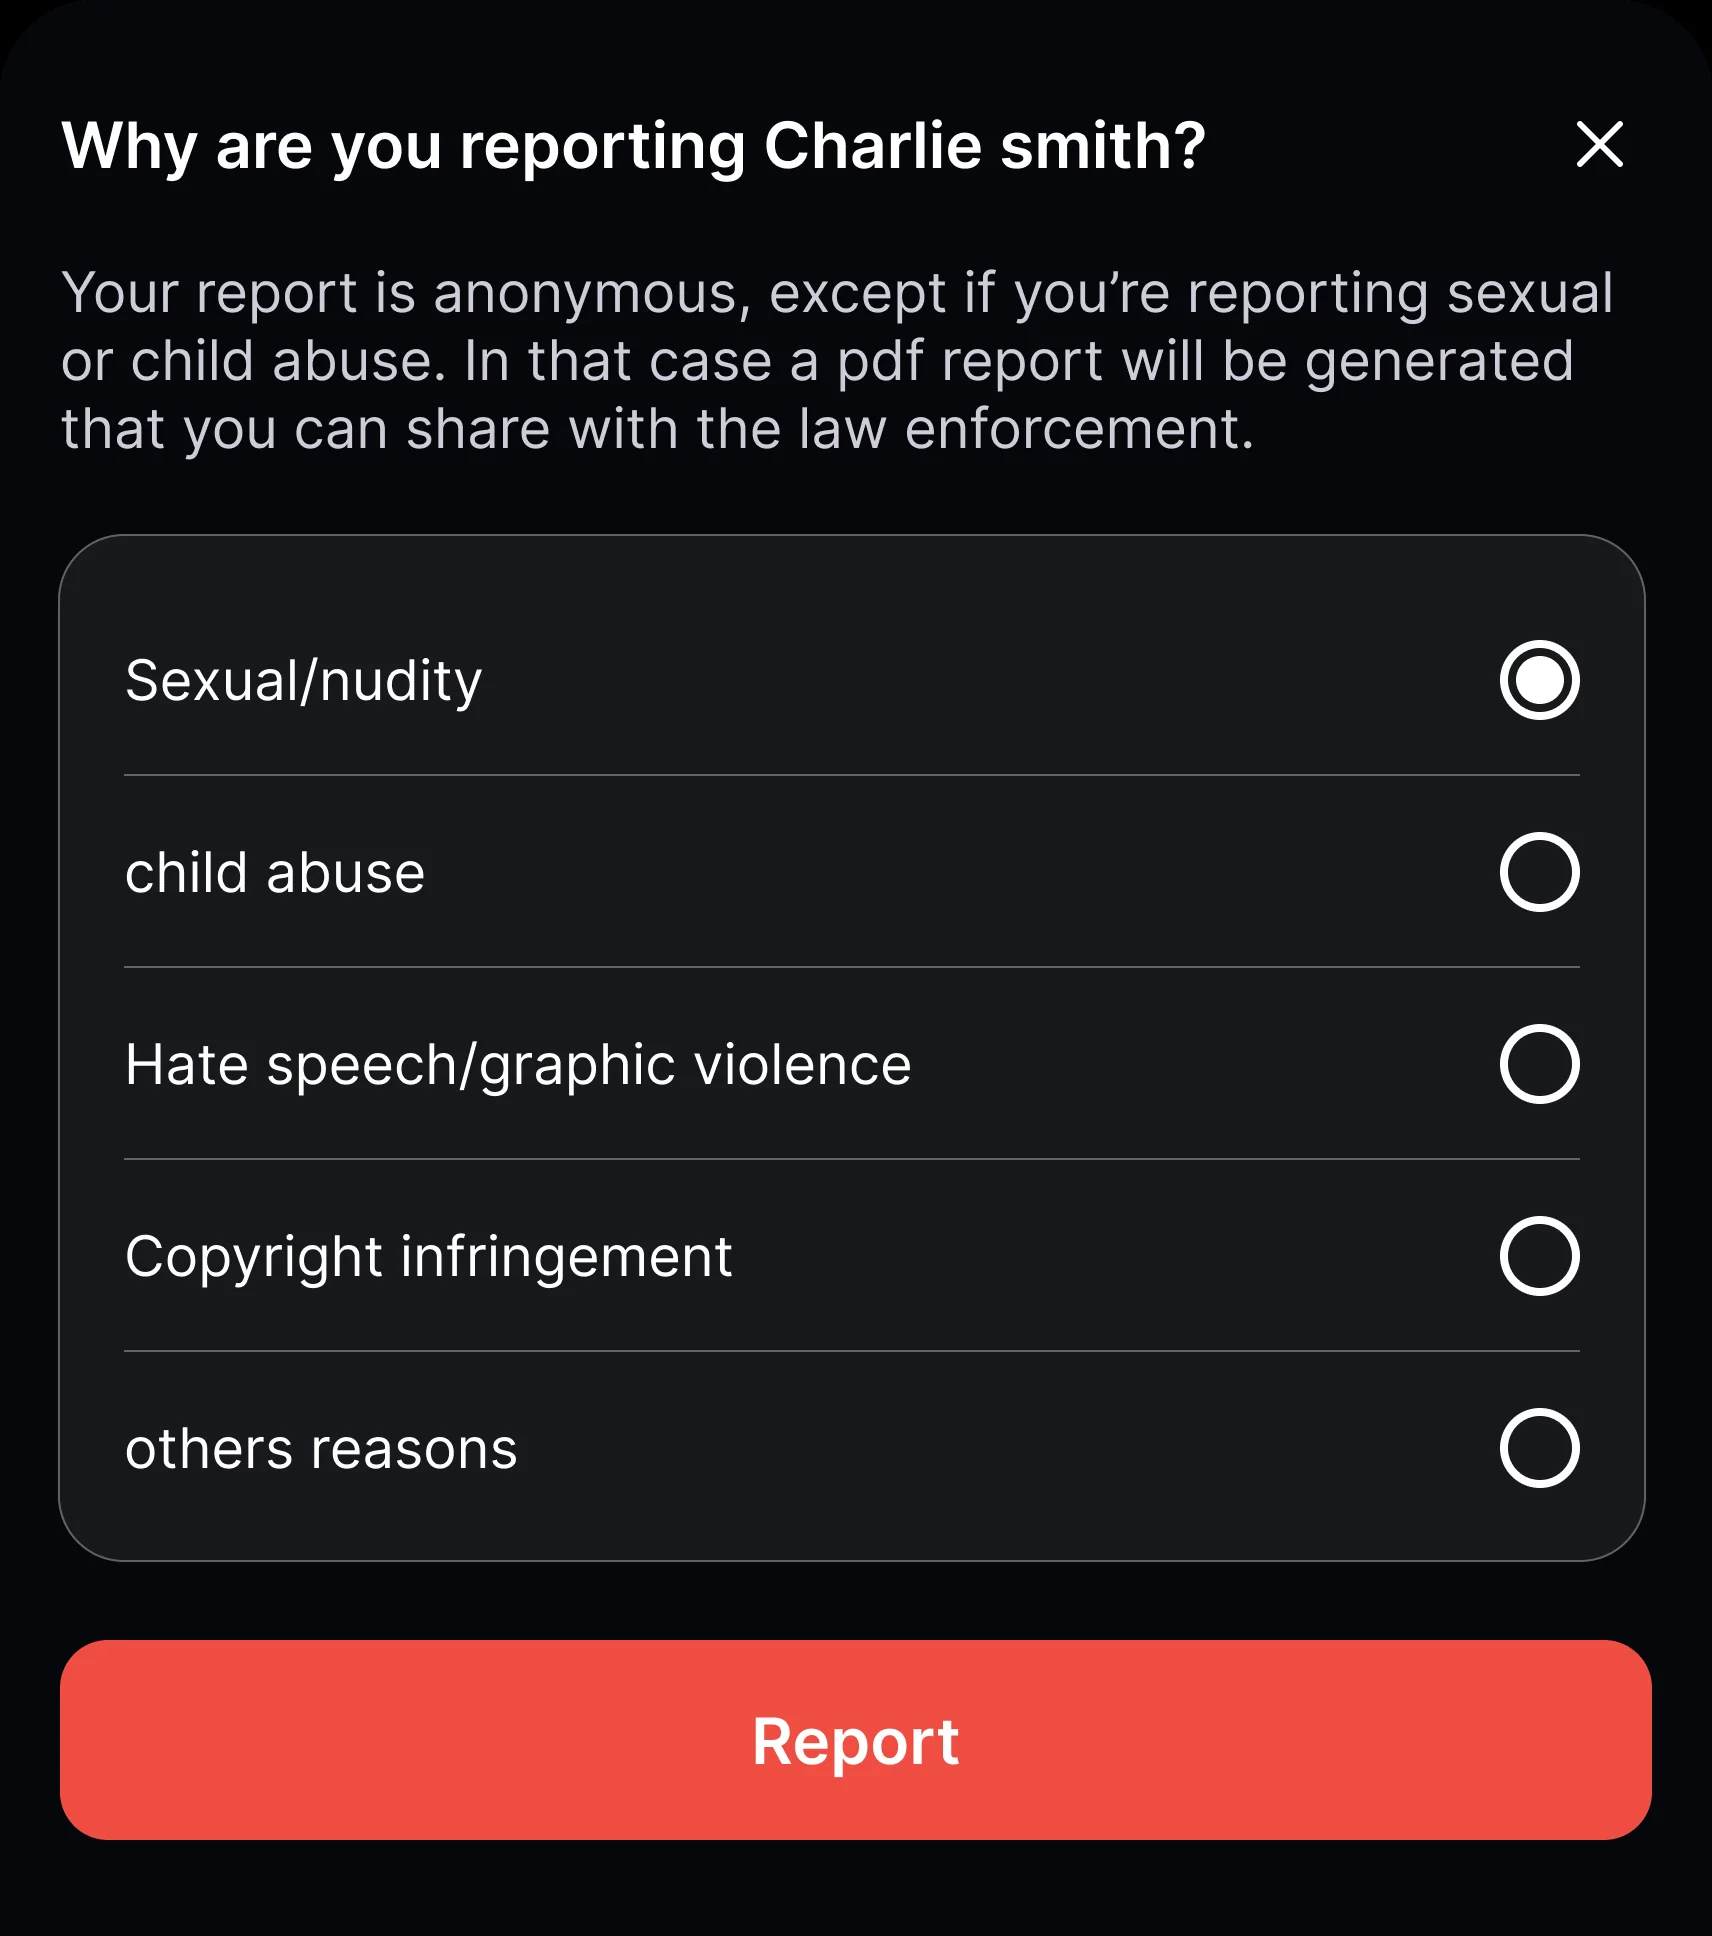 Why are you reporting Charlie smith?
Your report is anonymous, except if you’re reporting sexual
or child abuse. In that case a pdf report will be generated
that you can share with the law enforcement.
Sexual/nudity
child abuse
Hate speech/graphic violence
Copyright infringement
others reasons
Report